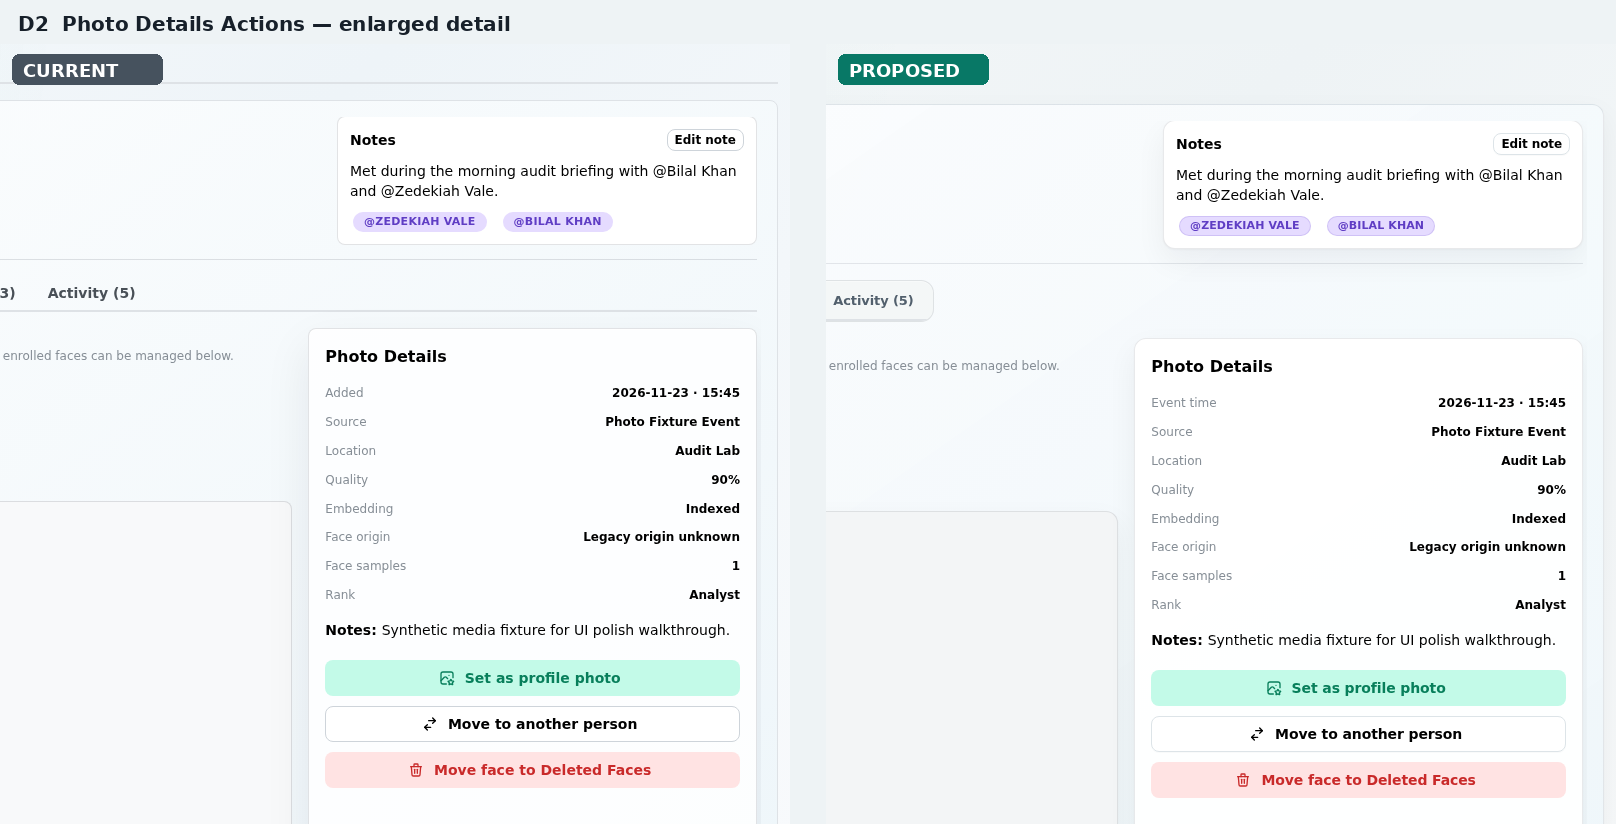 D2 Photo Details Actions — enlarged detail
CURRENT
Notes
Edit note
Met during the morning audit briefing with @Bilal Khan
and @Zedekiah Vale.
@ZEDEKIAH VALE
@BILAL KHAN
3)
Activity (5)
enrolled faces can be managed below.
Photo Details
Added 2026-11-23 · 15:45
Source Photo Fixture Event
Location Audit Lab
Quality 90%
Embedding Indexed
Face origin Legacy origin unknown
Face samples 1
Rank Analyst
Notes: Synthetic media fixture for UI polish walkthrough.
Set as profile photo
Move to another person
Move face to Deleted Faces
PROPOSED
Notes
Edit note
Met during the morning audit briefing with @Bilal Khan
and @Zedekiah Vale.
@ZEDEKIAH VALE
@BILAL KHAN
Activity (5)
enrolled faces can be managed below.
Photo Details
Event time 2026-11-23 · 15:45
Source Photo Fixture Event
Location Audit Lab
Quality 90%
Embedding Indexed
Face origin Legacy origin unknown
Face samples 1
Rank Analyst
Notes: Synthetic media fixture for UI polish walkthrough.
Set as profile photo
Move to another person
Move face to Deleted Faces